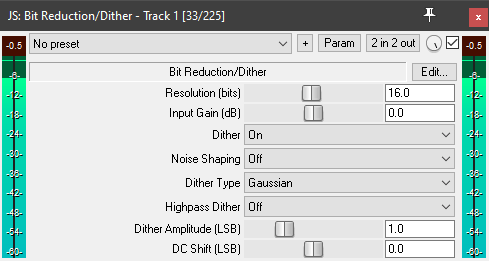 JS: Bit Reduction/Dither - Track 1 [33/225]
-0.5 No preset + Param 2 in 2 out -0.5
-6- Bit Reduction/Dither Edit... -6-
Resolution (bits) 16.0
-12- Input Gain (dB) 0.0 -12-
-18-
-24- Dither On -24-
-30- Noise Shaping Off -30-
-36- Dither Type Gaussian -36-
-42- Highpass Dither Off -42-
-48-
-54- Dither Amplitude (LSB) 1.0 -54-
-60- DC Shift (LSB) 0.0 -60-